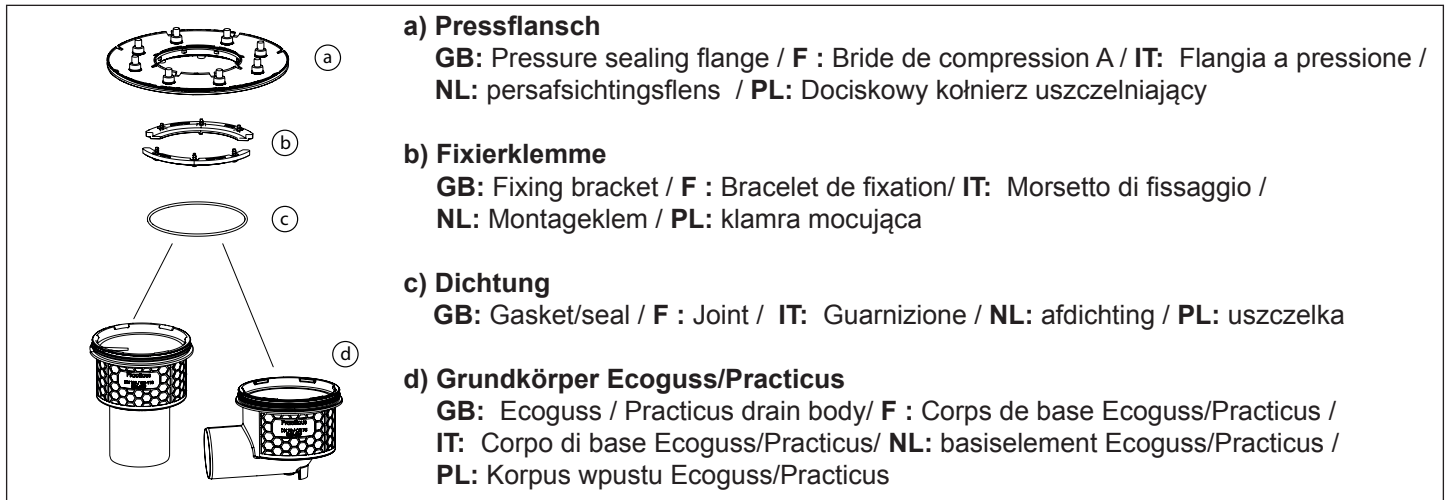 a) Pressflansch
GB: Pressure sealing flange / F : Bride de compression A / IT: Flangia a pressione /
NL: persafsichtingsflens / PL: Dociskowy kołnierz uszczelniający
a
b) Fixierklemme
GB: Fixing bracket / F : Bracelet de fixation/ IT: Morsetto di fissaggio /
NL: Montageklem / PL: klamra mocująca
b
c) Dichtung
GB: Gasket/seal / F : Joint / IT: Guarnizione / NL: afdichting / PL: uszczelka
c
d) Grundkörper Ecoguss/Practicus
GB: Ecoguss / Practicus drain body/ F : Corps de base Ecoguss/Practicus /
IT: Corpo di base Ecoguss/Practicus/ NL: basiselement Ecoguss/Practicus /
PL: Korpus wpustu Ecoguss/Practicus
d
Practicus
Practicus